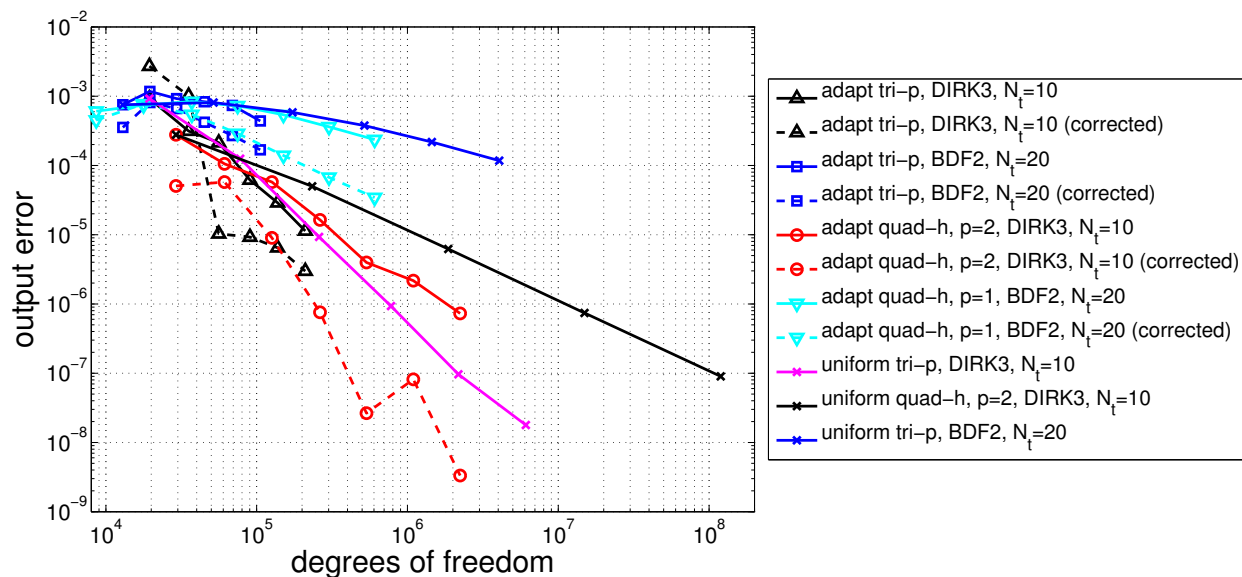 10^−2
10^−3
10^−4
10^−5
10^−6
10^−7
10^−8
10^−9
output error
10^4
10^5
10^6
10^7
10^8
degrees of freedom
adapt tri−p, DIRK3, N_t=10
adapt tri−p, DIRK3, N_t=10 (corrected)
adapt tri−p, BDF2, N_t=20
adapt tri−p, BDF2, N_t=20 (corrected)
adapt quad−h, p=2, DIRK3, N_t=10
adapt quad−h, p=2, DIRK3, N_t=10 (corrected)
adapt quad−h, p=1, BDF2, N_t=20
adapt quad−h, p=1, BDF2, N_t=20 (corrected)
uniform tri−p, DIRK3, N_t=10
uniform quad−h, p=2, DIRK3, N_t=10
uniform tri−p, BDF2, N_t=20